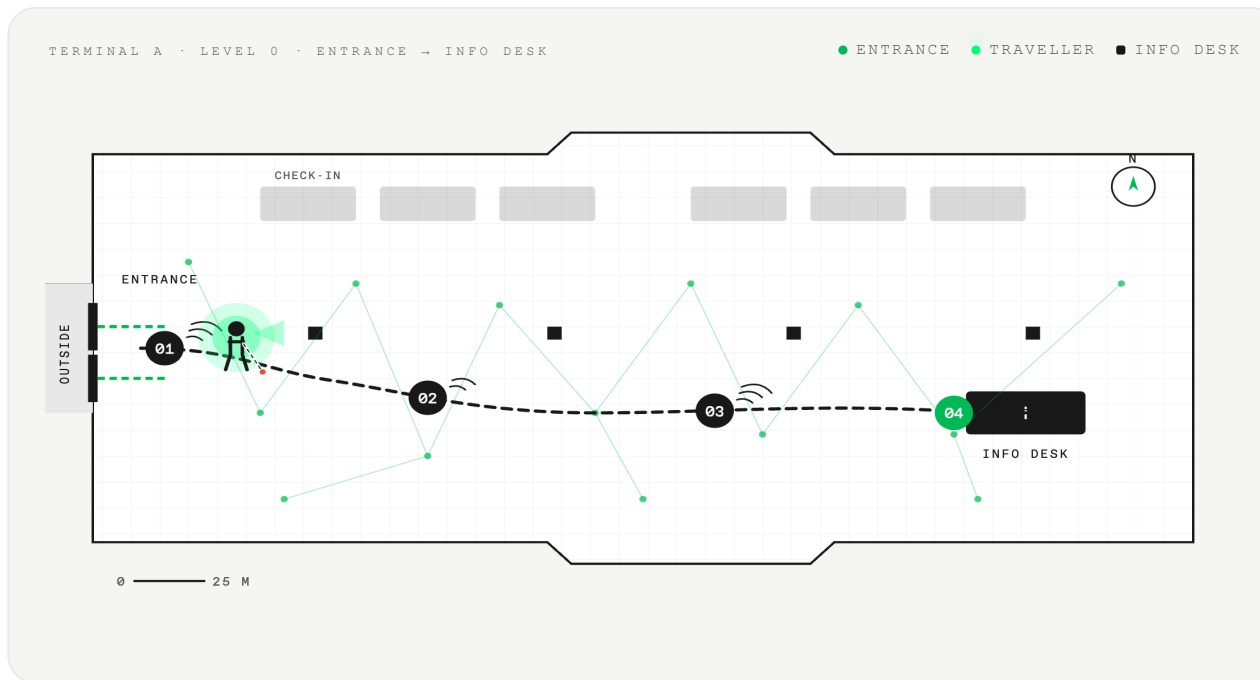 TERMINAL A · LEVEL 0 · ENTRANCE → INFO DESK
ENTRANCE
TRAVELLER
INFO DESK
N
CHECK-IN
ENTRANCE
OUTSIDE
01
02
03
04
i
INFO DESK
0
25 M